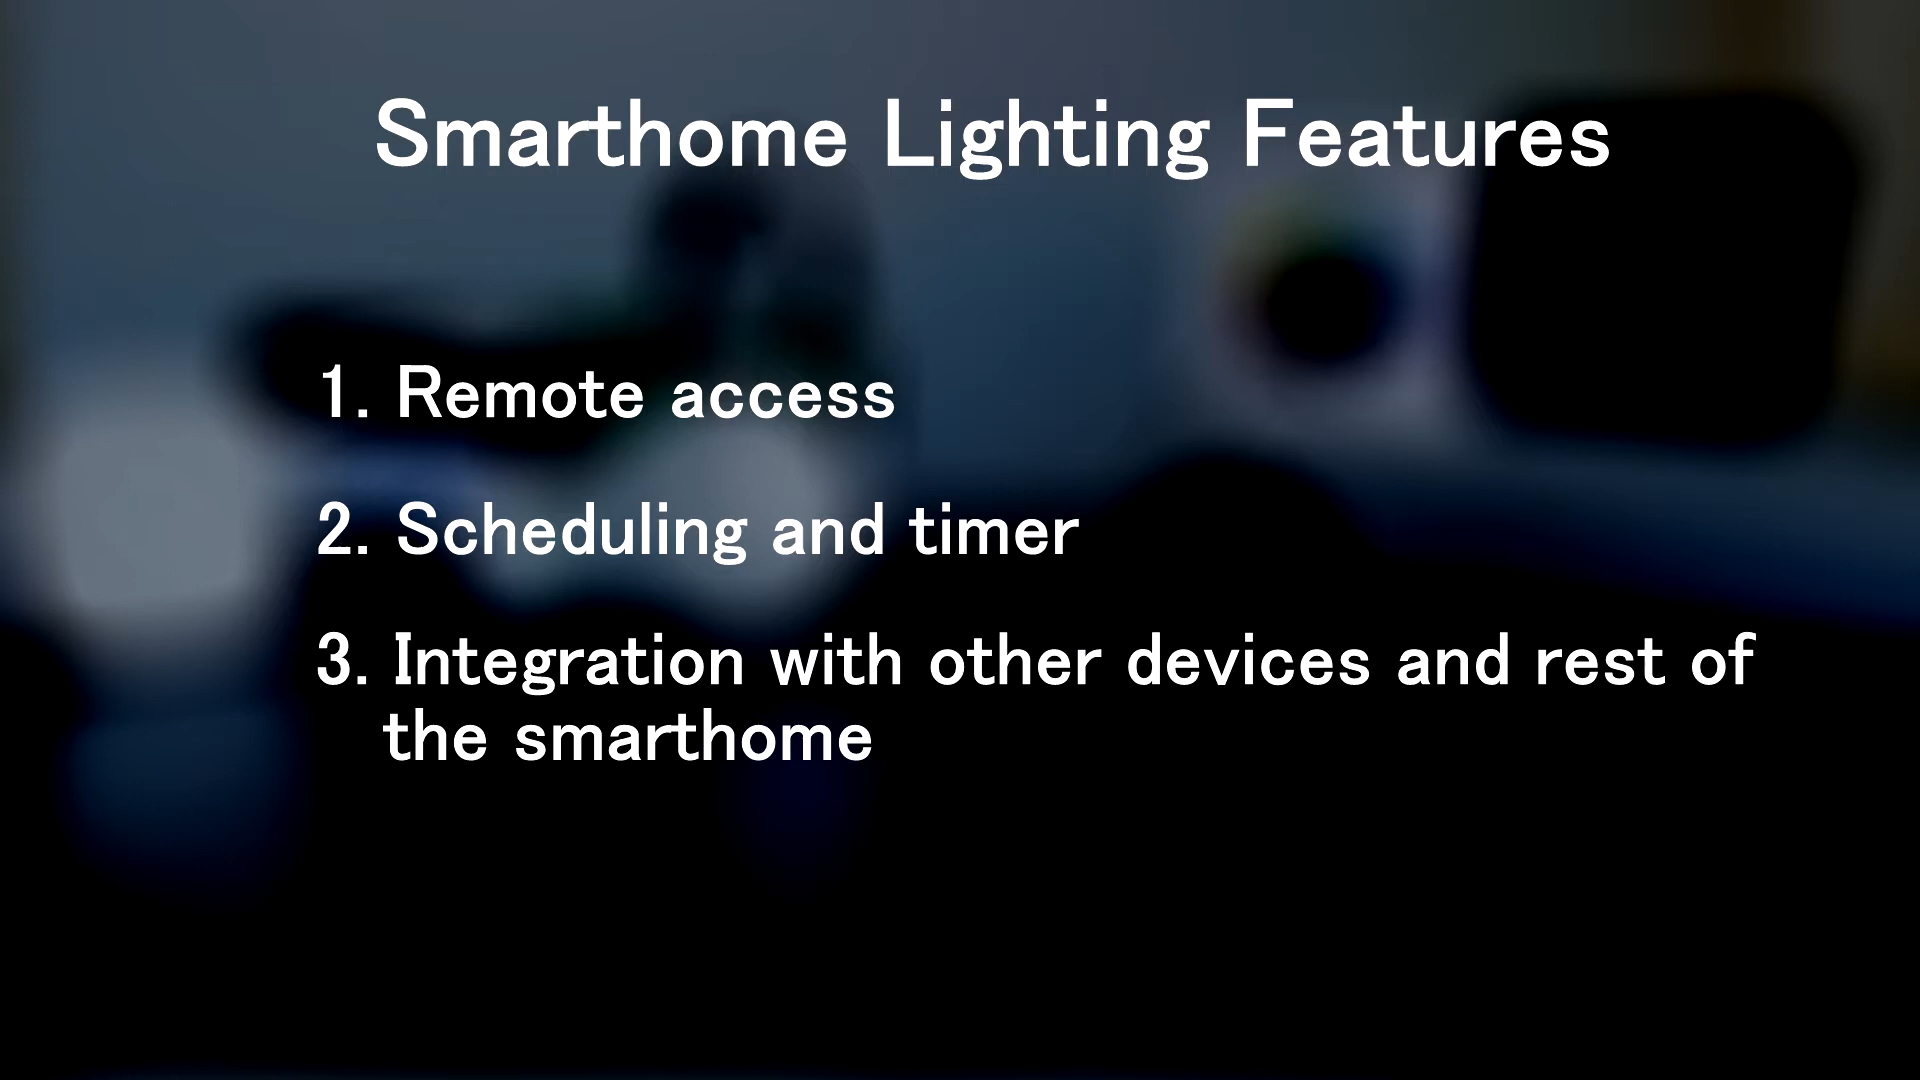 Smarthome Lighting Features
1. Remote access
2. Scheduling and timer
3. Integration with other devices and rest of
the smarthome